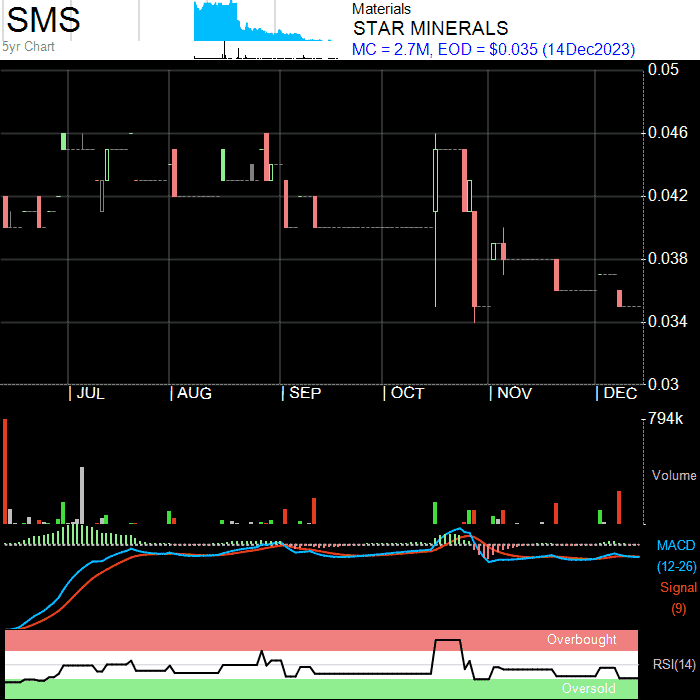 SMS
5yr Chart
Materials
STAR MINERALS
MC = 2.7M, EOD = $0.035 (14Dec2023)
0.05
0.046
0.042
0.038
0.034
0.03
JUL AUG SEP OCT NOV DEC
794k
Volume
MACD
(12-26)
Signal
(9)
Overbought
RSI(14)
Oversold